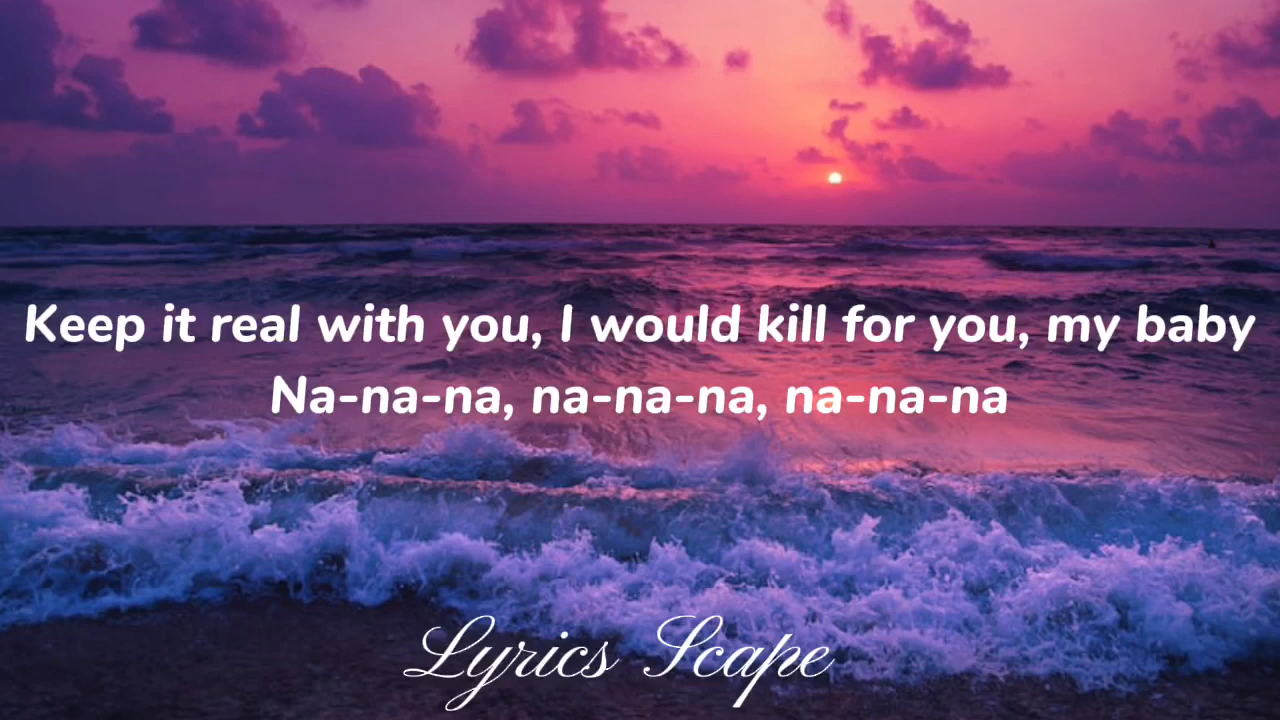 Keep it real with you, I would kill for you, my baby
Na-na-na, na-na-na, na-na-na
Lyrics Scape